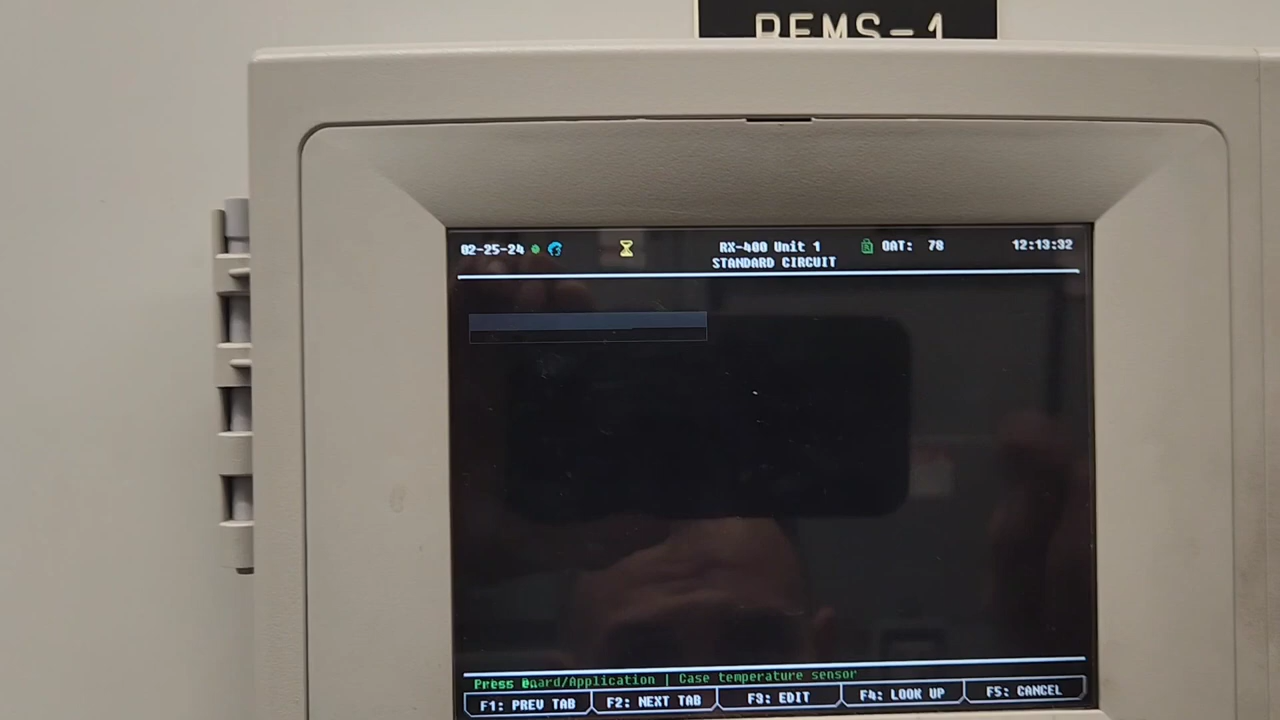 REMS-1
02-25-24
RX-400 Unit 1
OAT: 78
12:13:32
STANDARD CIRCUIT
Board/Application | Case temperature sensor
F1: PREV TAB
F2: NEXT TAB
F3: EDIT
F4: LOOK UP
F5: CANCEL